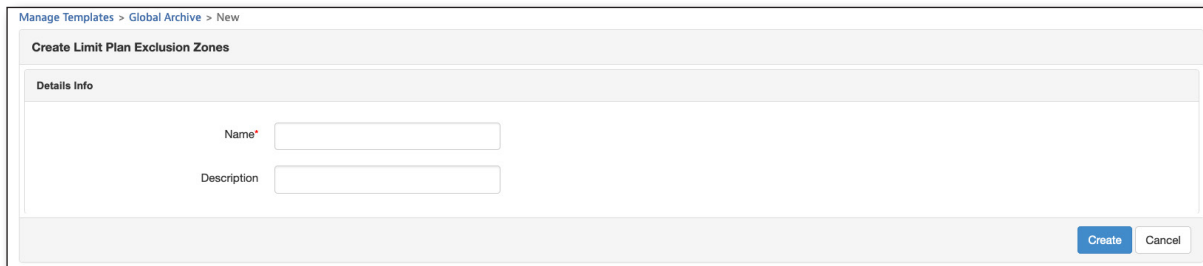 Manage Templates > Global Archive > New
Create Limit Plan Exclusion Zones
Details Info
Name*
Description
Create Cancel